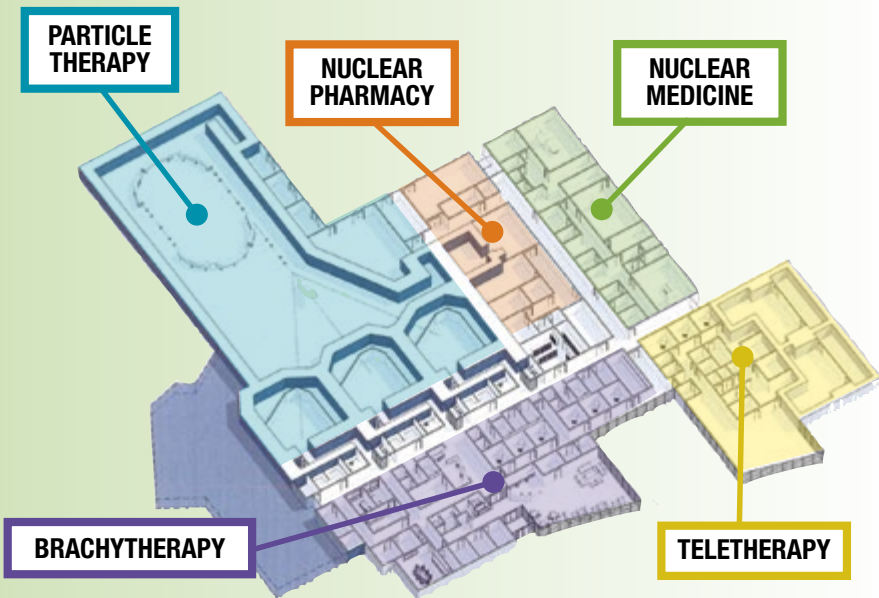 PARTICLE
THERAPY
NUCLEAR
PHARMACY
NUCLEAR
MEDICINE
BRACHYTHERAPY
TELETHERAPY